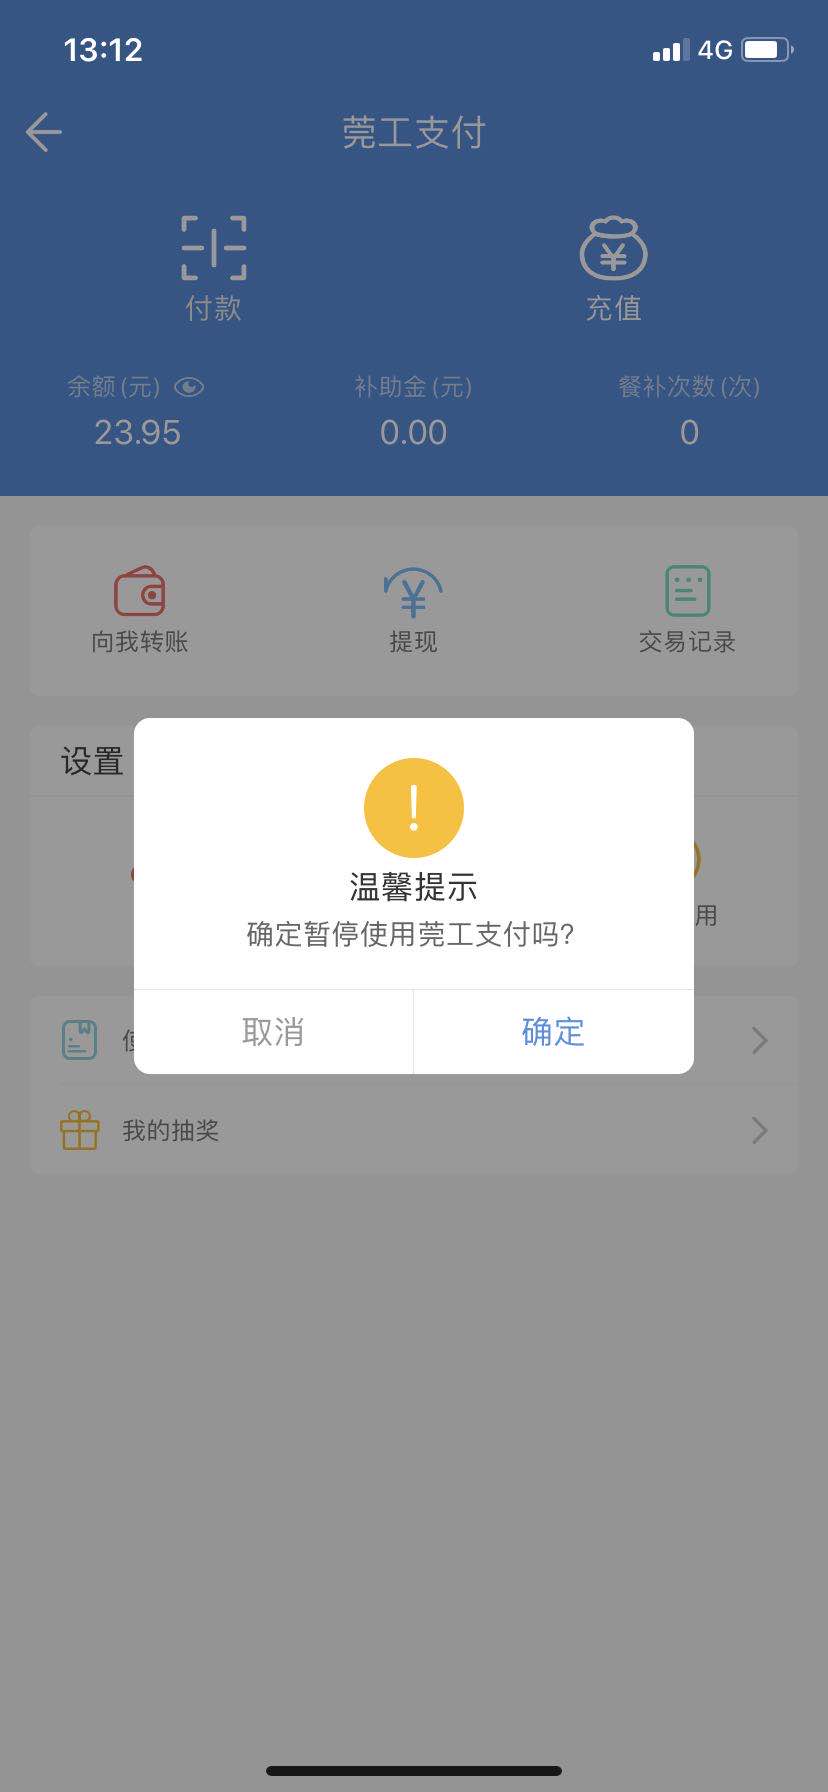 13:12
4G
莞工支付
付款
充值
余额(元)
补助金(元)
餐补次数(次)
23.95
0.00
0
向我转账
提现
交易记录
设置
温馨提示
确定暂停使用莞工支付吗?
用
取消
确定
我的抽奖